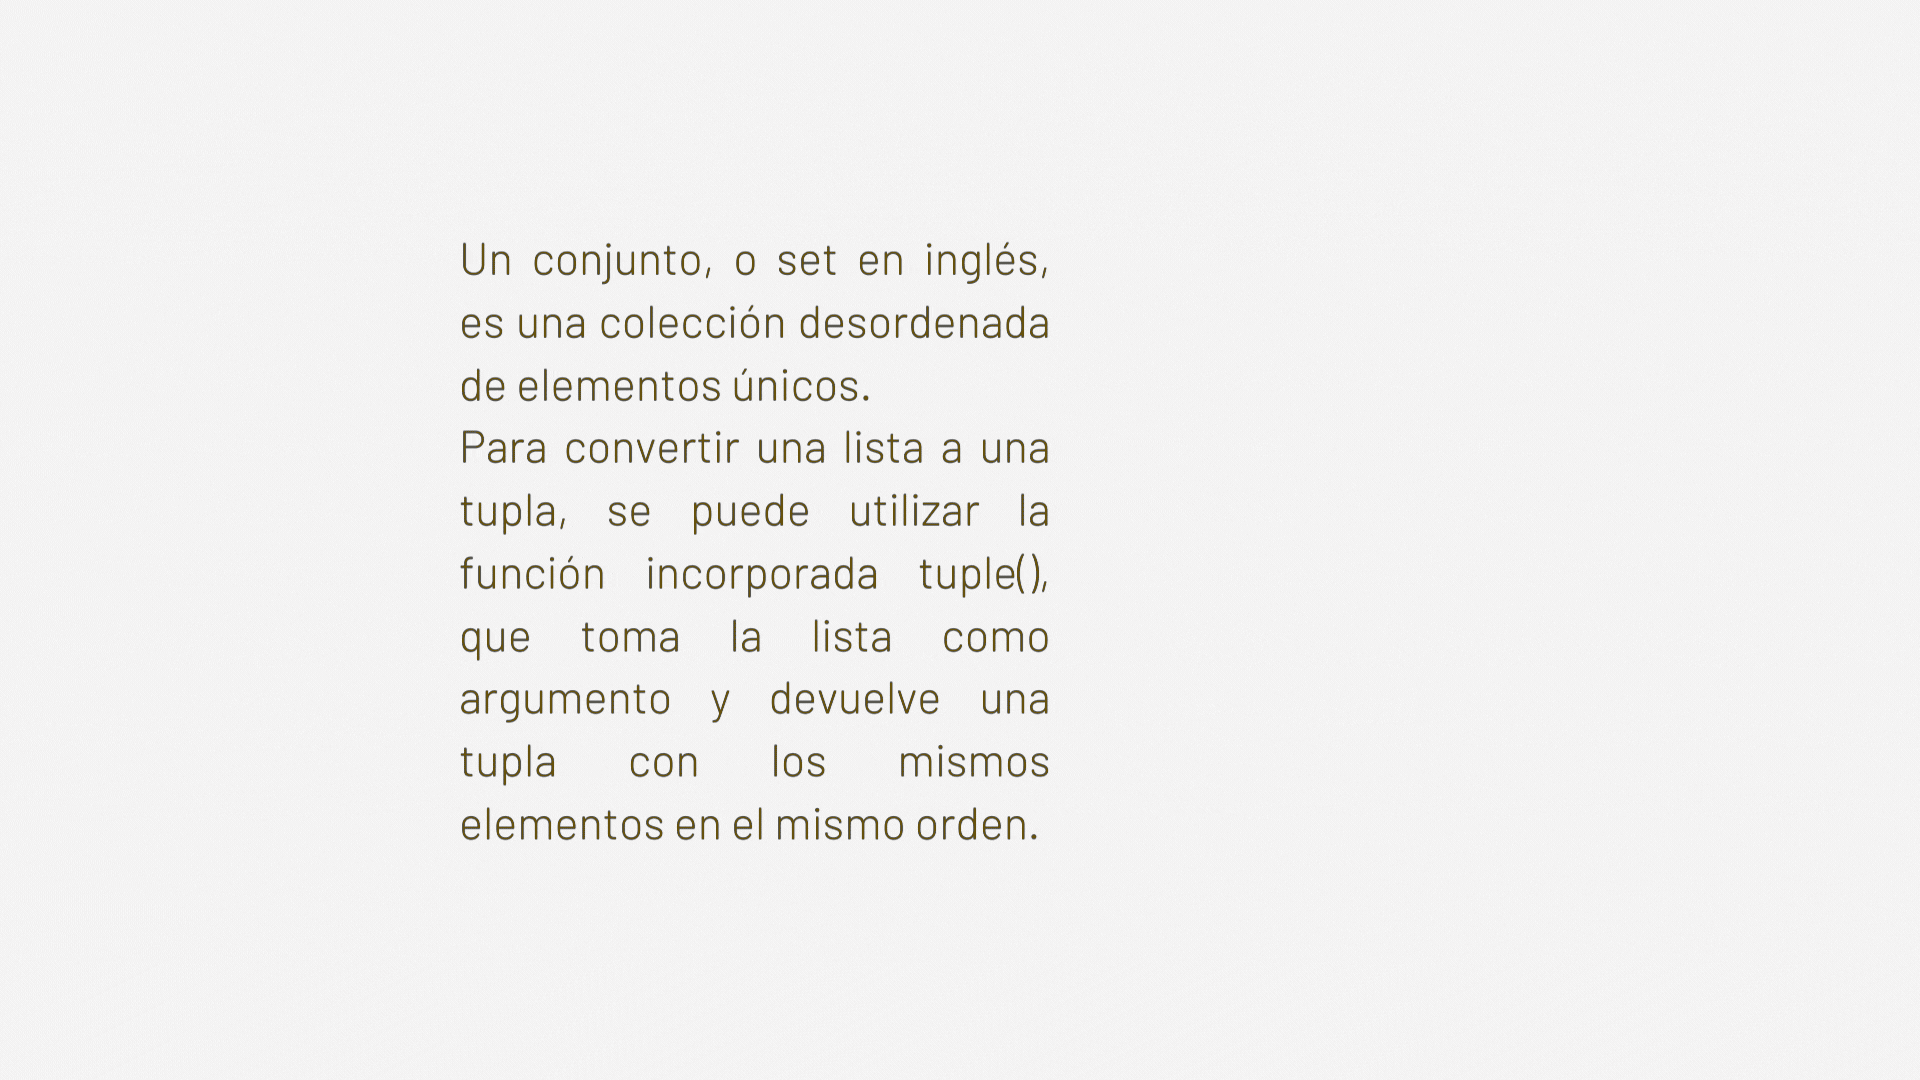 Un conjunto, o set en inglés,
es una colección desordenada
de elementos únicos.
Para convertir una lista a una
tupla, se puede utilizar la
función incorporada tuple(),
que toma la lista como
argumento y devuelve una
tupla con los mismos
elementos en el mismo orden.